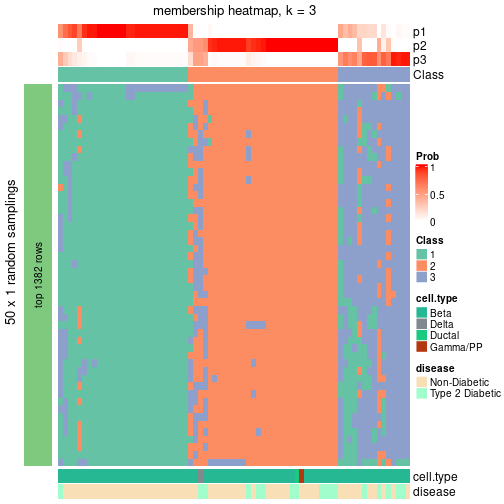 membership heatmap, k = 3
p1
p2
p3
Class
50 x 1 random samplings
top 1382 rows
Prob
1
0.5
0
Class
1
2
3
cell.type
Beta
Delta
Ductal
Gamma/PP
disease
Non-Diabetic
Type 2 Diabetic
cell.type
disease